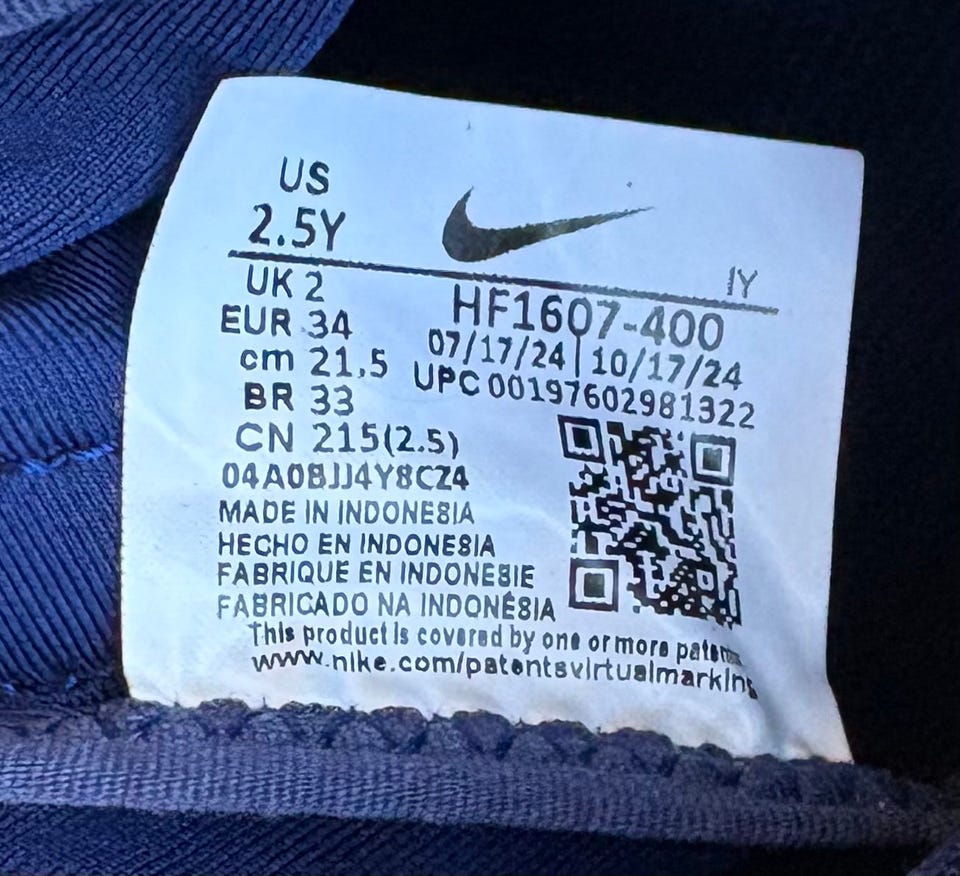 US
2.5Y
IY
UK 2
HF1607-400
EUR 34
07/17/24 | 10/17/24
cm 21,5
UPC 00197602981322
BR 33
CN 215(2.5)
04A0BJJ4Y8CZ4
MADE IN INDONESIA
HECHO EN INDONESIA
FABRIQUE EN INDONESIE
FABRICADO NA INDONÉSIA
This product is covered by one or more patents
www.nike.com/patentsvirtualmarking